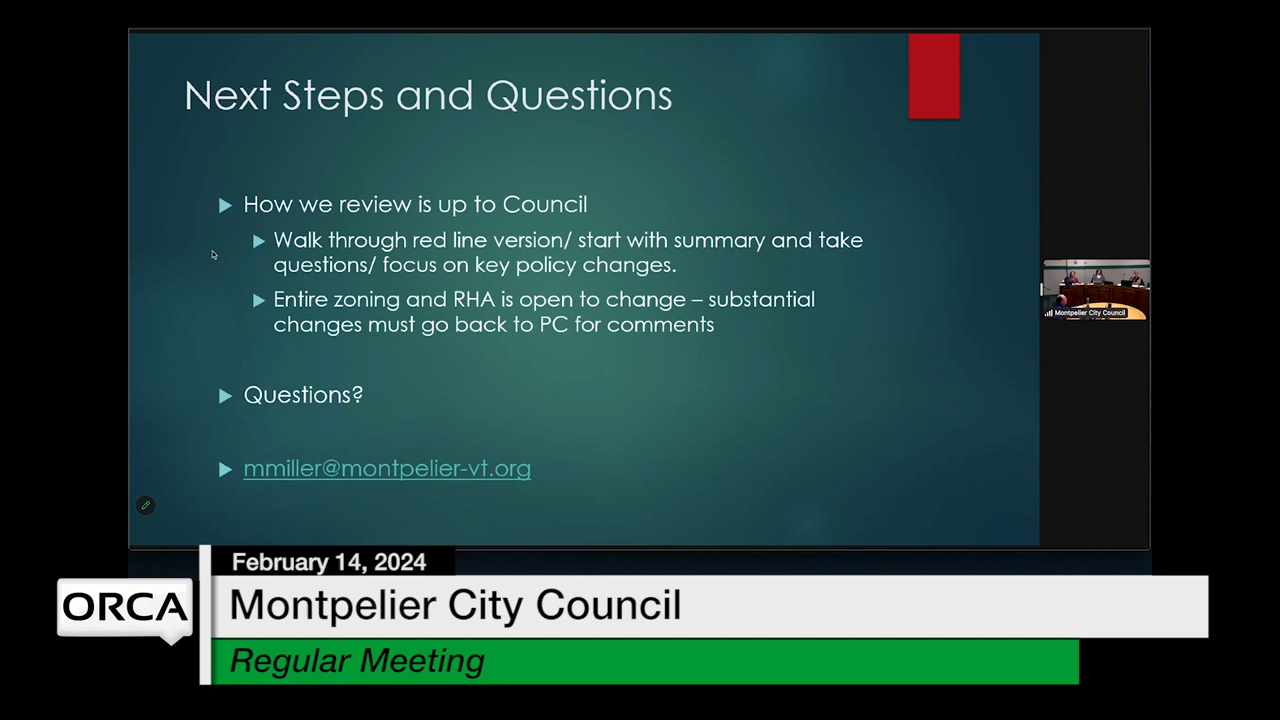 Next Steps and Questions
How we review is up to Council
Walk through red line version/ start with summary and take
questions/ focus on key policy changes.
Entire zoning and RHA is open to change – substantial
changes must go back to PC for comments
Questions?
mmiller@montpelier-vt.org
Montpelier City Council
February 14, 2024
ORCA
Montpelier City Council
Regular Meeting